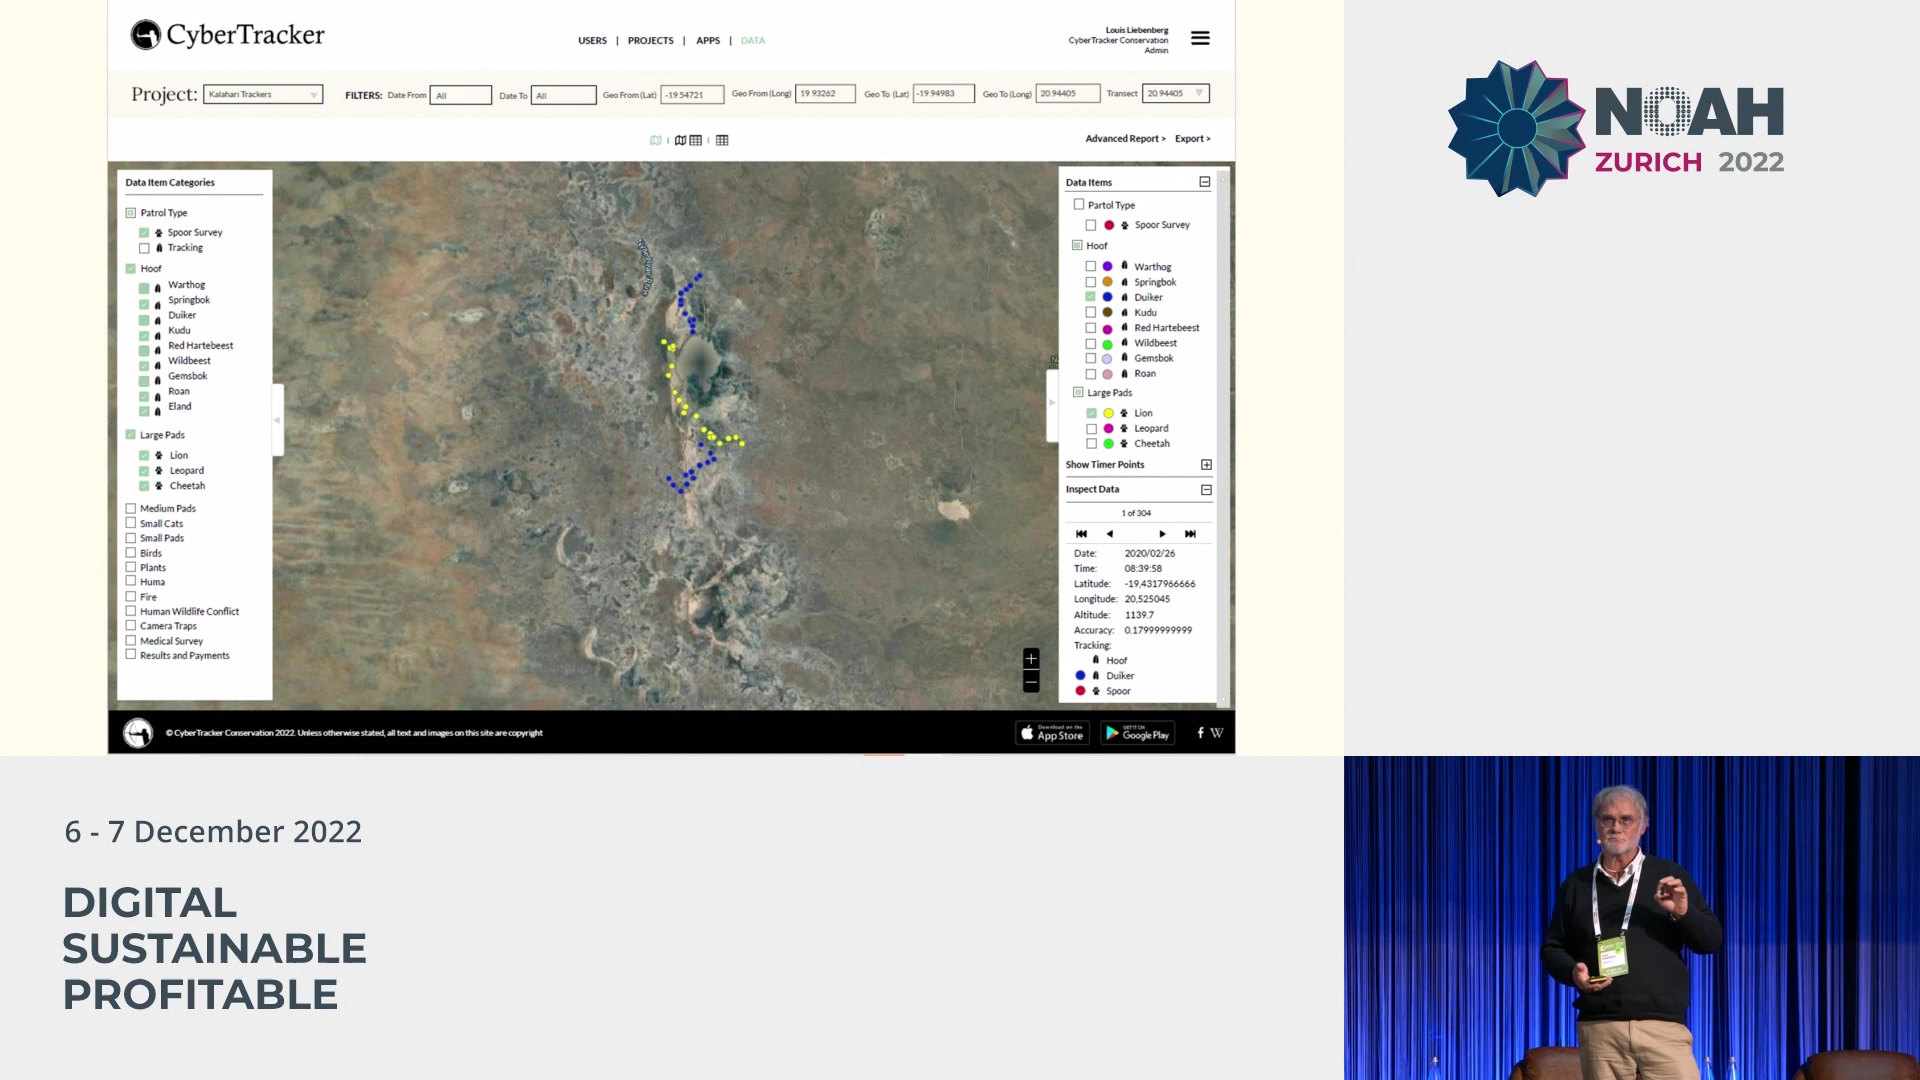 CyberTracker
USERS | PROJECTS | APPS | DATA
Louis Liebenberg
CyberTracker Conservation
Admin
Project: Kalahari Trackers
FILTERS: Date From All Date To All Geo From (Lat) -19.54721 Geo From (Long) 19.93262 Geo To (Lat) -19.94983 Geo To (Long) 20.94405 Transect 20.94405
Advanced Report > Export >
Data Item Categories
Patrol Type
Spoor Survey
Tracking
Hoof
Warthog
Springbok
Duiker
Kudu
Red Hartebeest
Wildbeest
Gemsbok
Roan
Eland
Large Pads
Lion
Leopard
Cheetah
Medium Pads
Small Cats
Small Pads
Birds
Plants
Huma
Fire
Human Wildlife Conflict
Camera Traps
Medical Survey
Results and Payments
Data Items
Partol Type
Spoor Survey
Hoof
Warthog
Springbok
Duiker
Kudu
Red Hartebeest
Wildbeest
Gemsbok
Roan
Large Pads
Lion
Leopard
Cheetah
Show Timer Points
Inspect Data
1 of 304
Date: 2020/02/26
Time: 08:39:58
Latitude: -19,4317966666
Longitude: 20,525045
Altitude: 1139.7
Accuracy: 0.17999999999
Tracking:
Hoof
Duiker
Spoor
© CyberTracker Conservation 2022. Unless otherwise stated, all text and images on this site are copyright
Download on the
App Store
GET IT ON
Google Play
f W
NOAH
ZURICH 2022
6 - 7 December 2022
DIGITAL
SUSTAINABLE
PROFITABLE